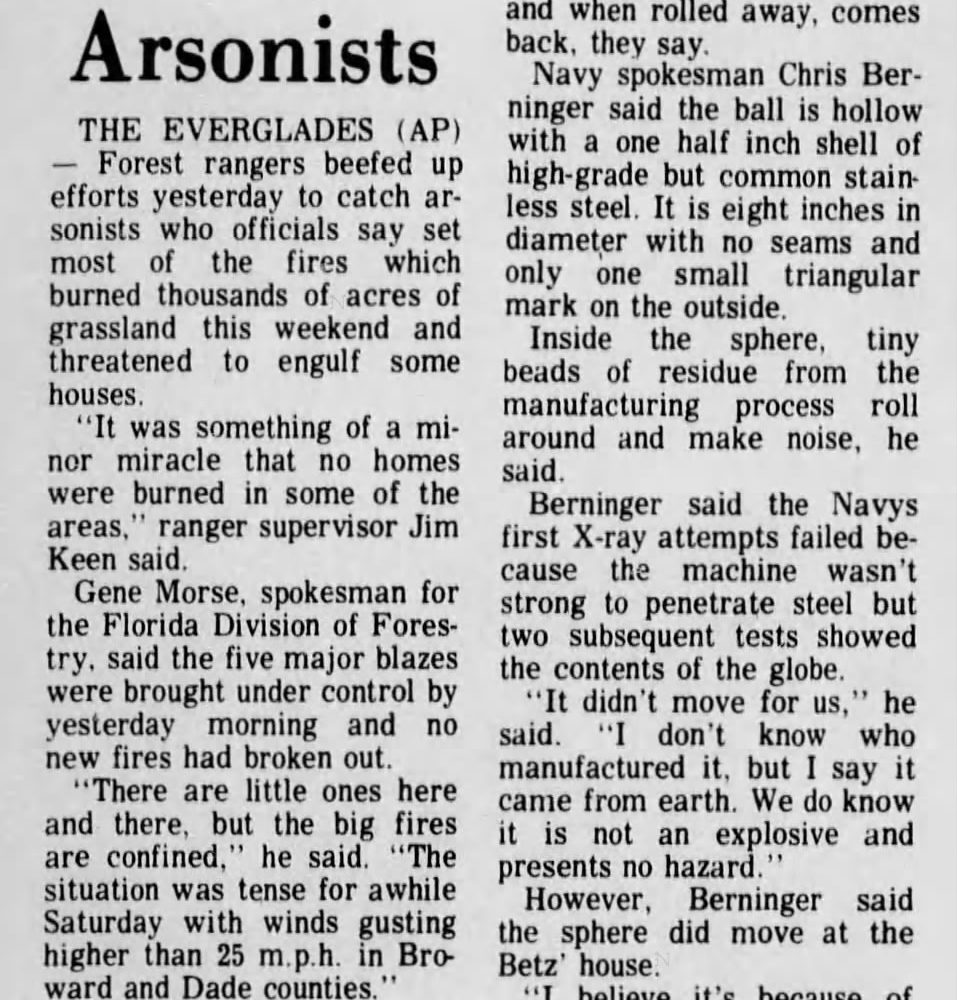 Arsonists
THE EVERGLADES (AP)
— Forest rangers beefed up
efforts yesterday to catch ar-
sonists who officials say set
most of the fires which
burned thousands of acres of
grassland this weekend and
threatened to engulf some
houses.
"It was something of a mi-
nor miracle that no homes
were burned in some of the
areas," ranger supervisor Jim
Keen said.
Gene Morse, spokesman for
the Florida Division of Fores-
try, said the five major blazes
were brought under control by
yesterday morning and no
new fires had broken out.
"There are little ones here
and there, but the big fires
are confined," he said. "The
situation was tense for awhile
Saturday with winds gusting
higher than 25 m.p.h. in Bro-
ward and Dade counties."
and when rolled away, comes
back, they say.
Navy spokesman Chris Ber-
ninger said the ball is hollow
with a one half inch shell of
high-grade but common stain-
less steel. It is eight inches in
diameter with no seams and
only one small triangular
mark on the outside.
Inside the sphere, tiny
beads of residue from the
manufacturing process roll
around and make noise, he
said.
Berninger said the Navys
first X-ray attempts failed be-
cause the machine wasn't
strong to penetrate steel but
two subsequent tests showed
the contents of the globe.
"It didn't move for us," he
said. "I don't know who
manufactured it, but I say it
came from earth. We do know
it is not an explosive and
presents no hazard."
However, Berninger said
the sphere did move at the
Betz' house.
"I believe it's because of